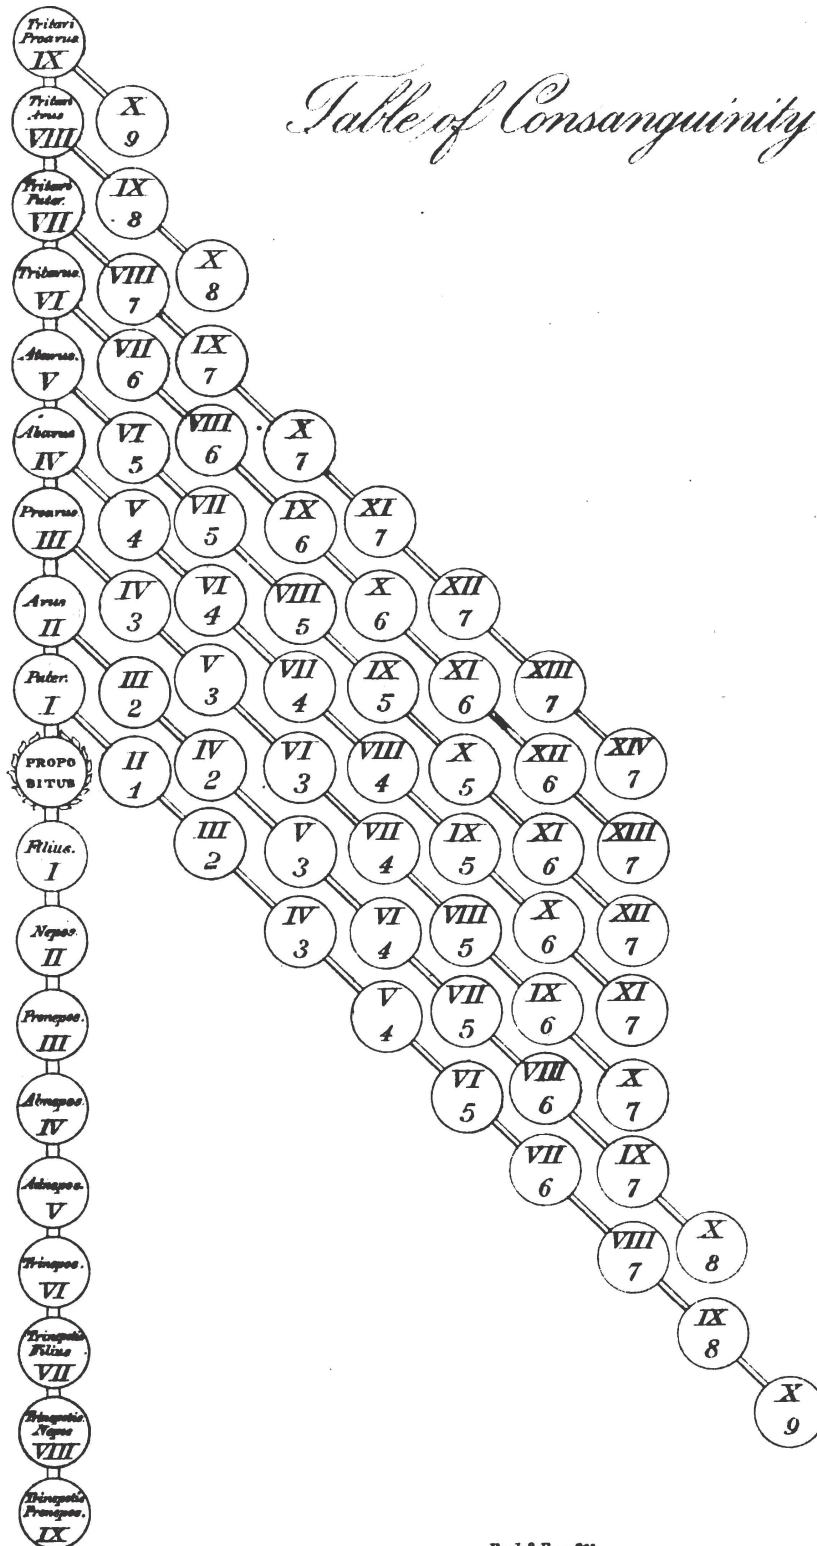 Table of Consanguinity
Tritavi
Proavus
IX
Tritavi
Avus
VIII
Tritavi
Pater.
VII
Tritavus.
VI
Atavus.
V
Abavus
IV
Proavus
III
Avus
II
Pater.
I
PROPO
SITUS
Filius.
I
Nepos.
II
Pronepos.
III
Abnepos.
IV
Adnepos.
V
Trinepos.
VI
Trinepotis
Filius
VII
Trinepotis
Nepos
VIII
Trinepotis
Pronepos.
IX
X
9
IX
8
VIII
7
VII
6
VI
5
V
4
IV
3
III
2
II
1
X
8
IX
7
VIII
6
VII
5
VI
4
V
3
IV
2
III
2
X
7
IX
6
VIII
5
VII
4
VI
3
V
3
IV
3
XI
7
X
6
IX
5
VIII
4
VII
4
VI
4
V
4
XII
7
XI
6
X
5
IX
5
VIII
5
VII
5
VI
5
XIII
7
XII
6
XI
6
X
6
IX
6
VIII
6
VII
6
XIV
7
XIII
7
XII
7
XI
7
X
7
IX
7
VIII
7
X
8
IX
8
X
9